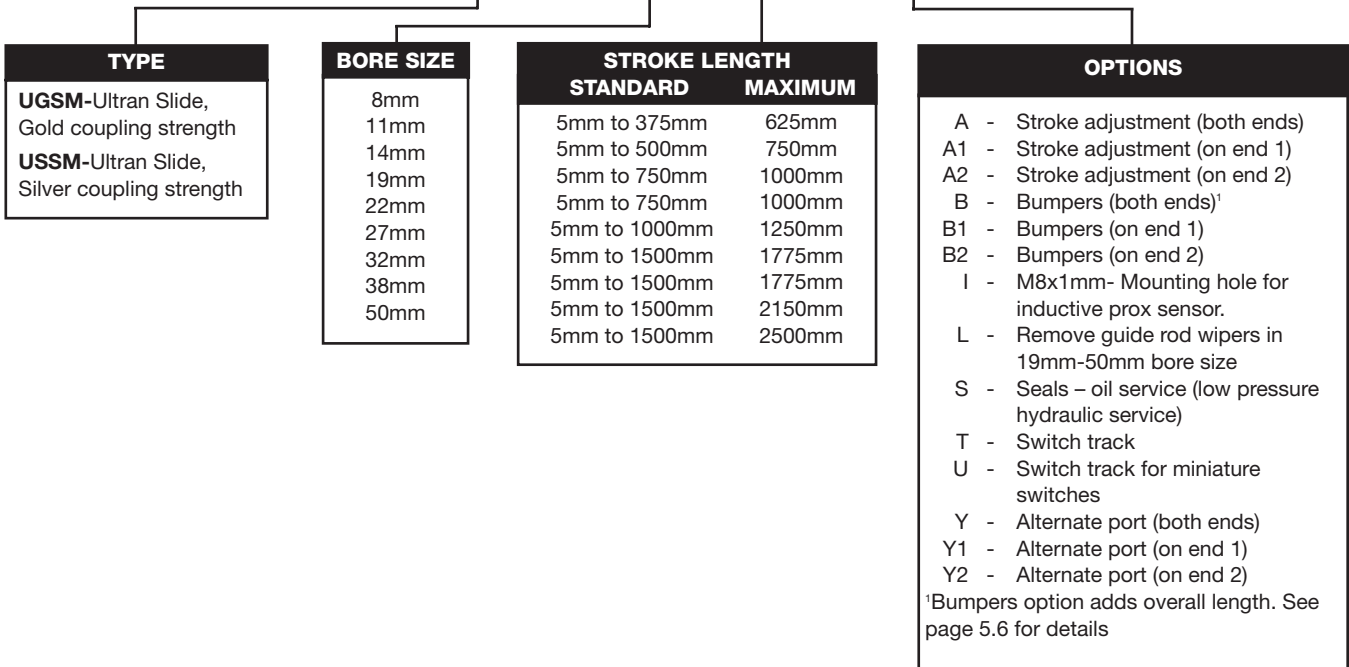 TYPE
UGSM-Ultran Slide,
Gold coupling strength
USSM-Ultran Slide,
Silver coupling strength
BORE SIZE
8mm
11mm
14mm
19mm
22mm
27mm
32mm
38mm
50mm
STROKE LENGTH
STANDARD MAXIMUM
5mm to 375mm 625mm
5mm to 500mm 750mm
5mm to 750mm 1000mm
5mm to 750mm 1000mm
5mm to 1000mm 1250mm
5mm to 1500mm 1775mm
5mm to 1500mm 1775mm
5mm to 1500mm 2150mm
5mm to 1500mm 2500mm
OPTIONS
A - Stroke adjustment (both ends)
A1 - Stroke adjustment (on end 1)
A2 - Stroke adjustment (on end 2)
B - Bumpers (both ends)¹
B1 - Bumpers (on end 1)
B2 - Bumpers (on end 2)
I - M8x1mm- Mounting hole for
inductive prox sensor.
L - Remove guide rod wipers in
19mm-50mm bore size
S - Seals – oil service (low pressure
hydraulic service)
T - Switch track
U - Switch track for miniature
switches
Y - Alternate port (both ends)
Y1 - Alternate port (on end 1)
Y2 - Alternate port (on end 2)
¹Bumpers option adds overall length. See
page 5.6 for details